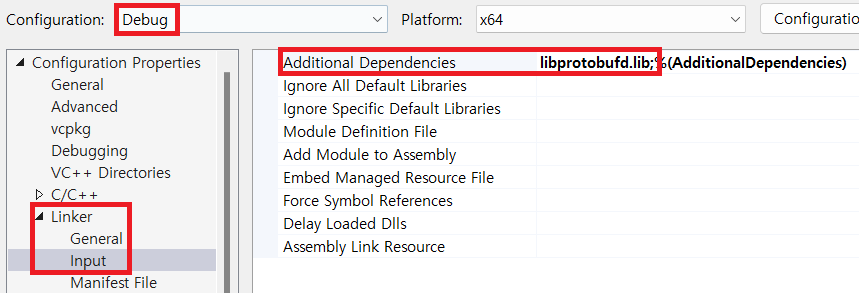 Configuration: Debug Platform: x64 Configuratio
Configuration Properties
General
Advanced
vcpkg
Debugging
VC++ Directories
C/C++
Linker
General
Input
Manifest File
Additional Dependencies libprotobufd.lib;%(AdditionalDependencies)
Ignore All Default Libraries
Ignore Specific Default Libraries
Module Definition File
Add Module to Assembly
Embed Managed Resource File
Force Symbol References
Delay Loaded Dlls
Assembly Link Resource